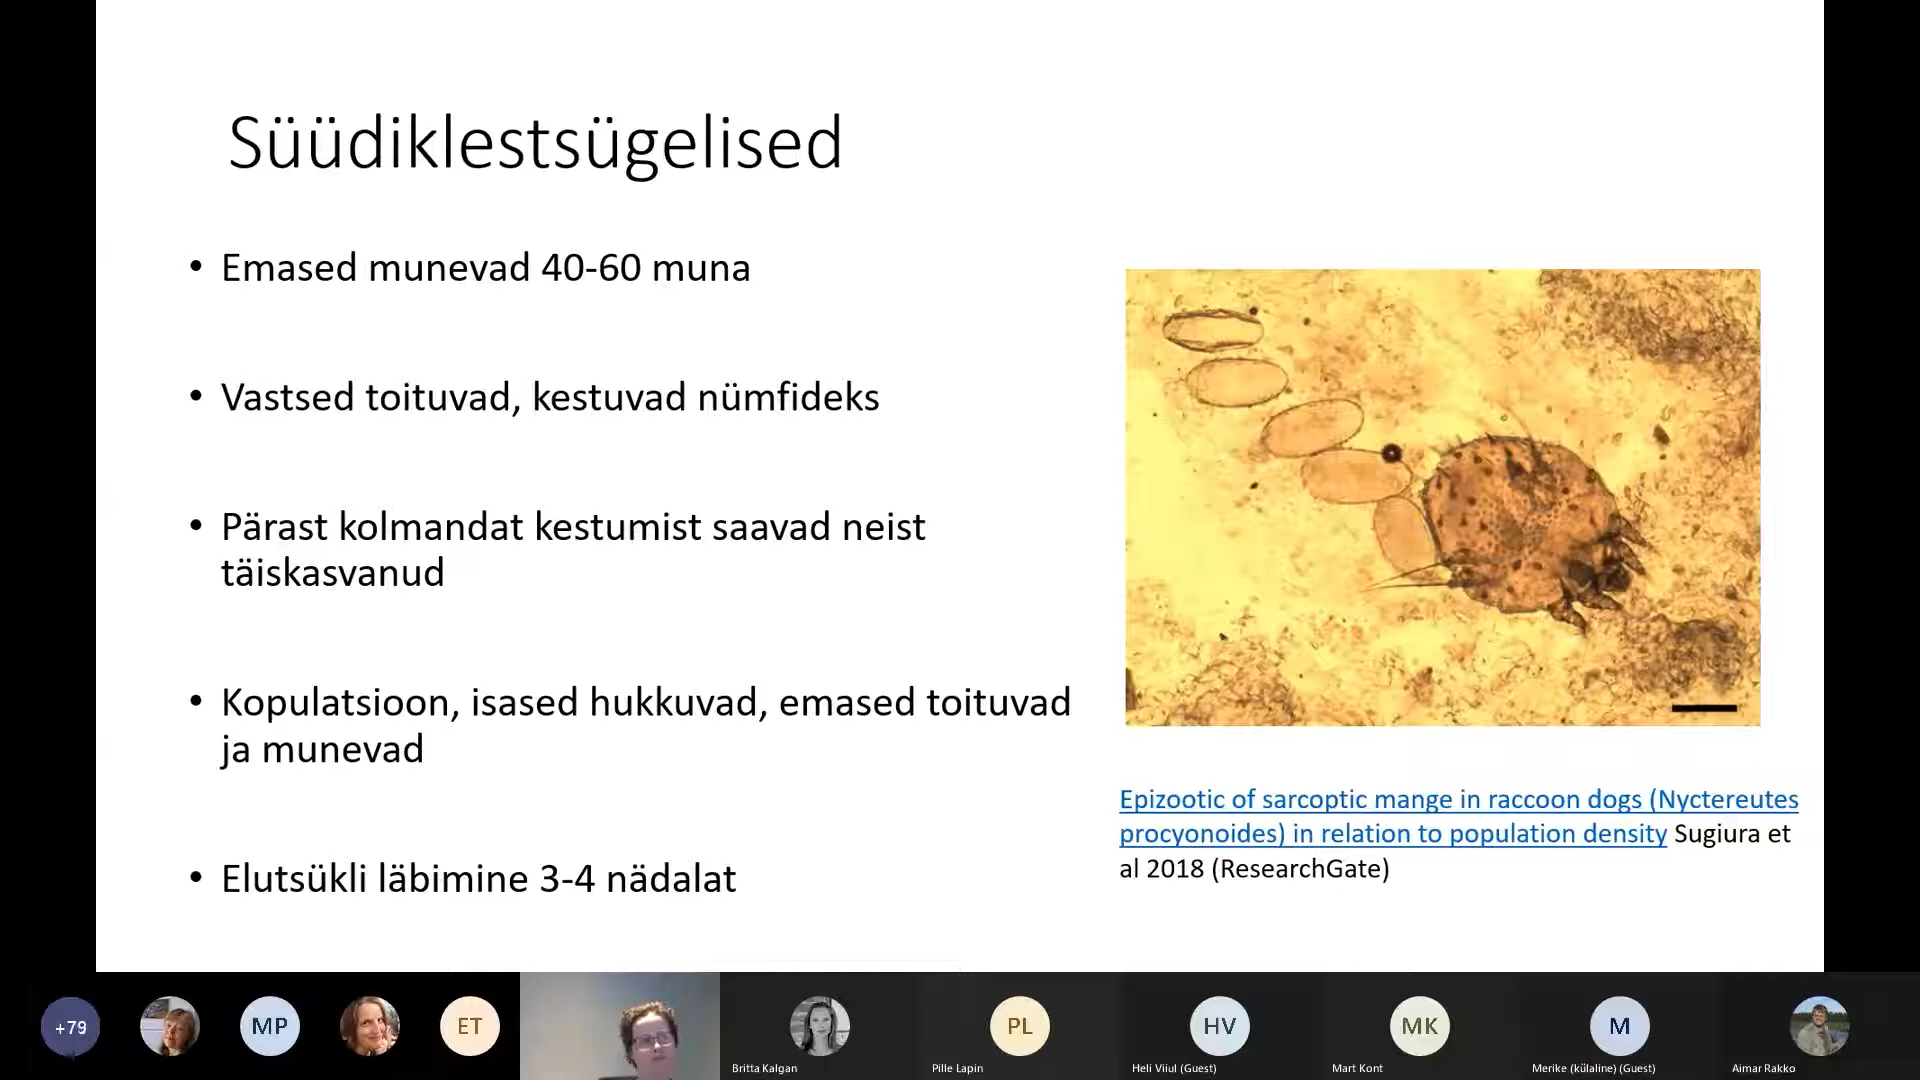 Süüdiklestsügelised
• Emased munevad 40-60 muna
• Vastsed toituvad, kestuvad nümfideks
• Pärast kolmandat kestumist saavad neist
täiskasvanud
• Kopulatsioon, isased hukkuvad, emased toituvad
ja munevad
• Elutsükli läbimine 3-4 nädalat
Epizootic of sarcoptic mange in raccoon dogs (Nyctereutes
procyonoides) in relation to population density Sugiura et
al 2018 (ResearchGate)
+79
MP
ET
PL
HV
MK
M
Britta Kalgan
Pille Lapin
Heli Viiul (Guest)
Mart Kont
Merike (külaline) (Guest)
Aimar Rakko